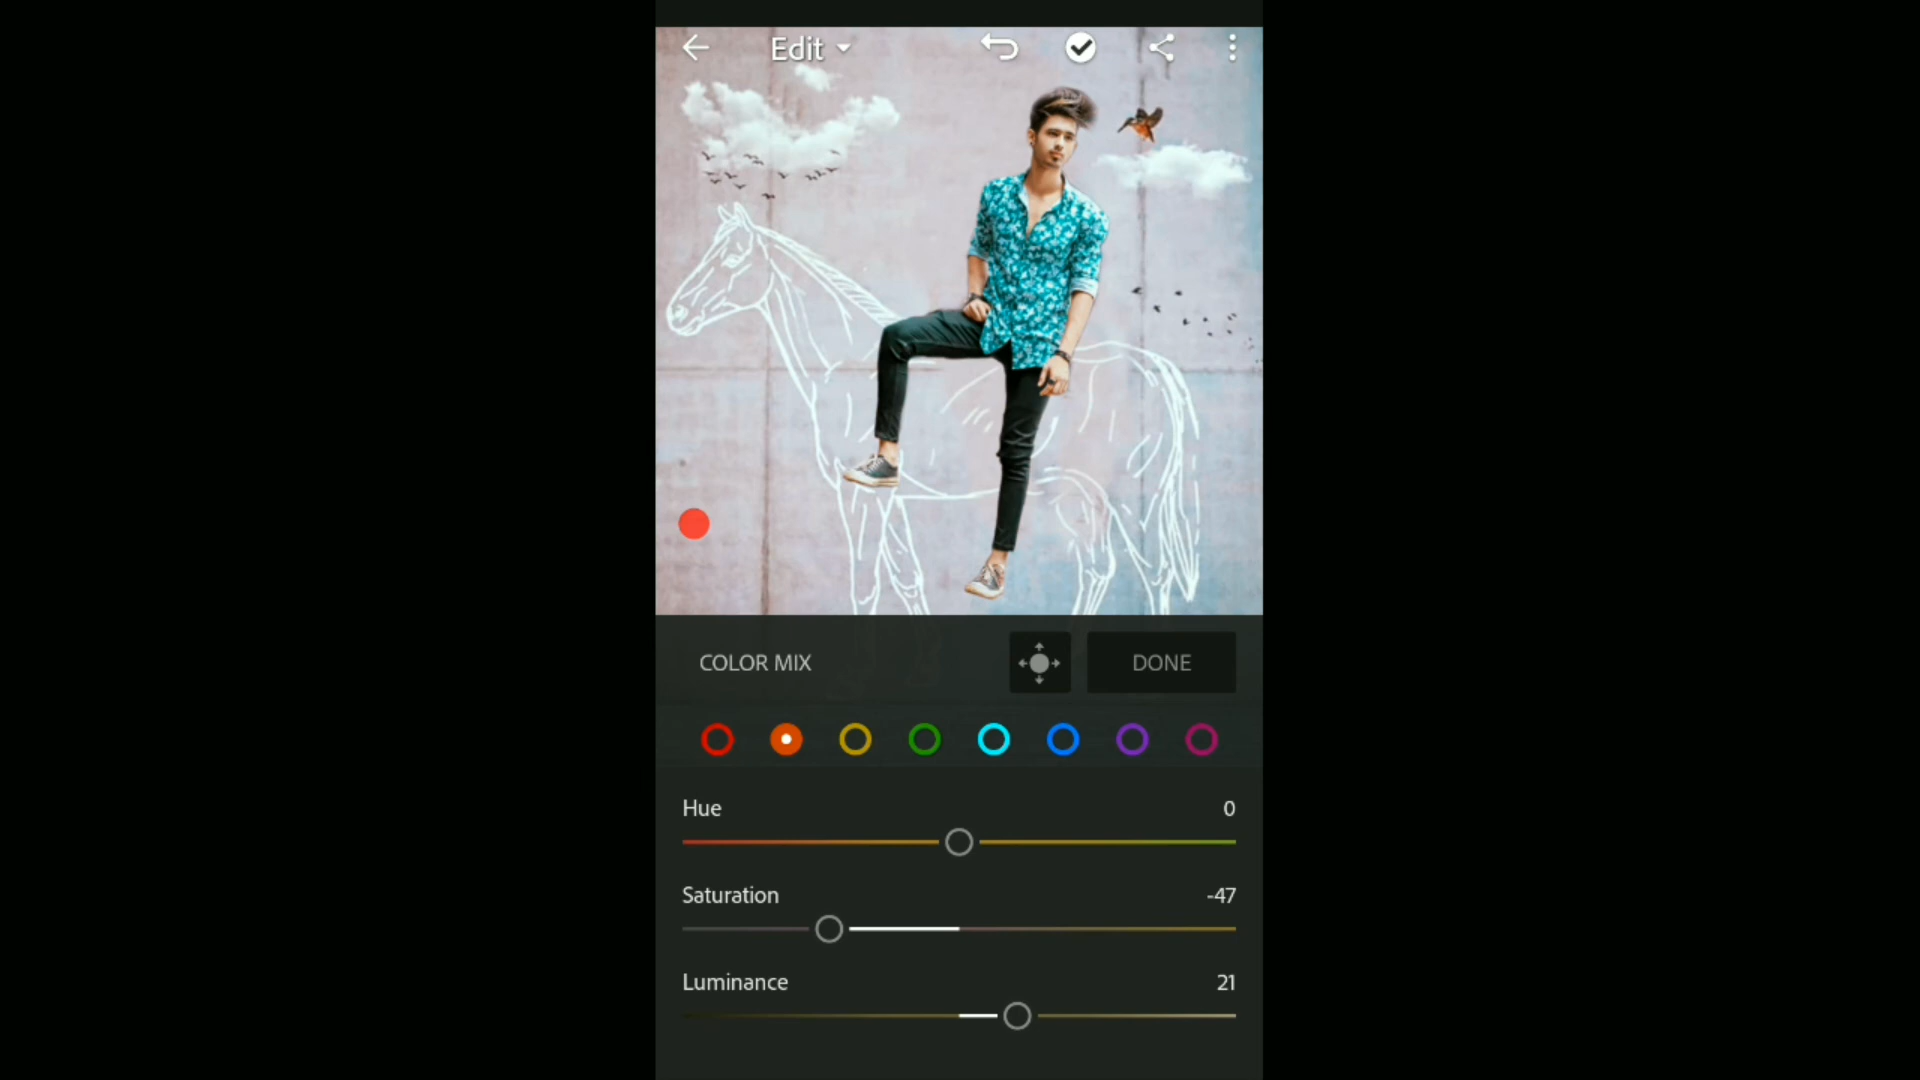 Edit
COLOR MIX
DONE
Hue 0
Saturation -47
Luminance 21